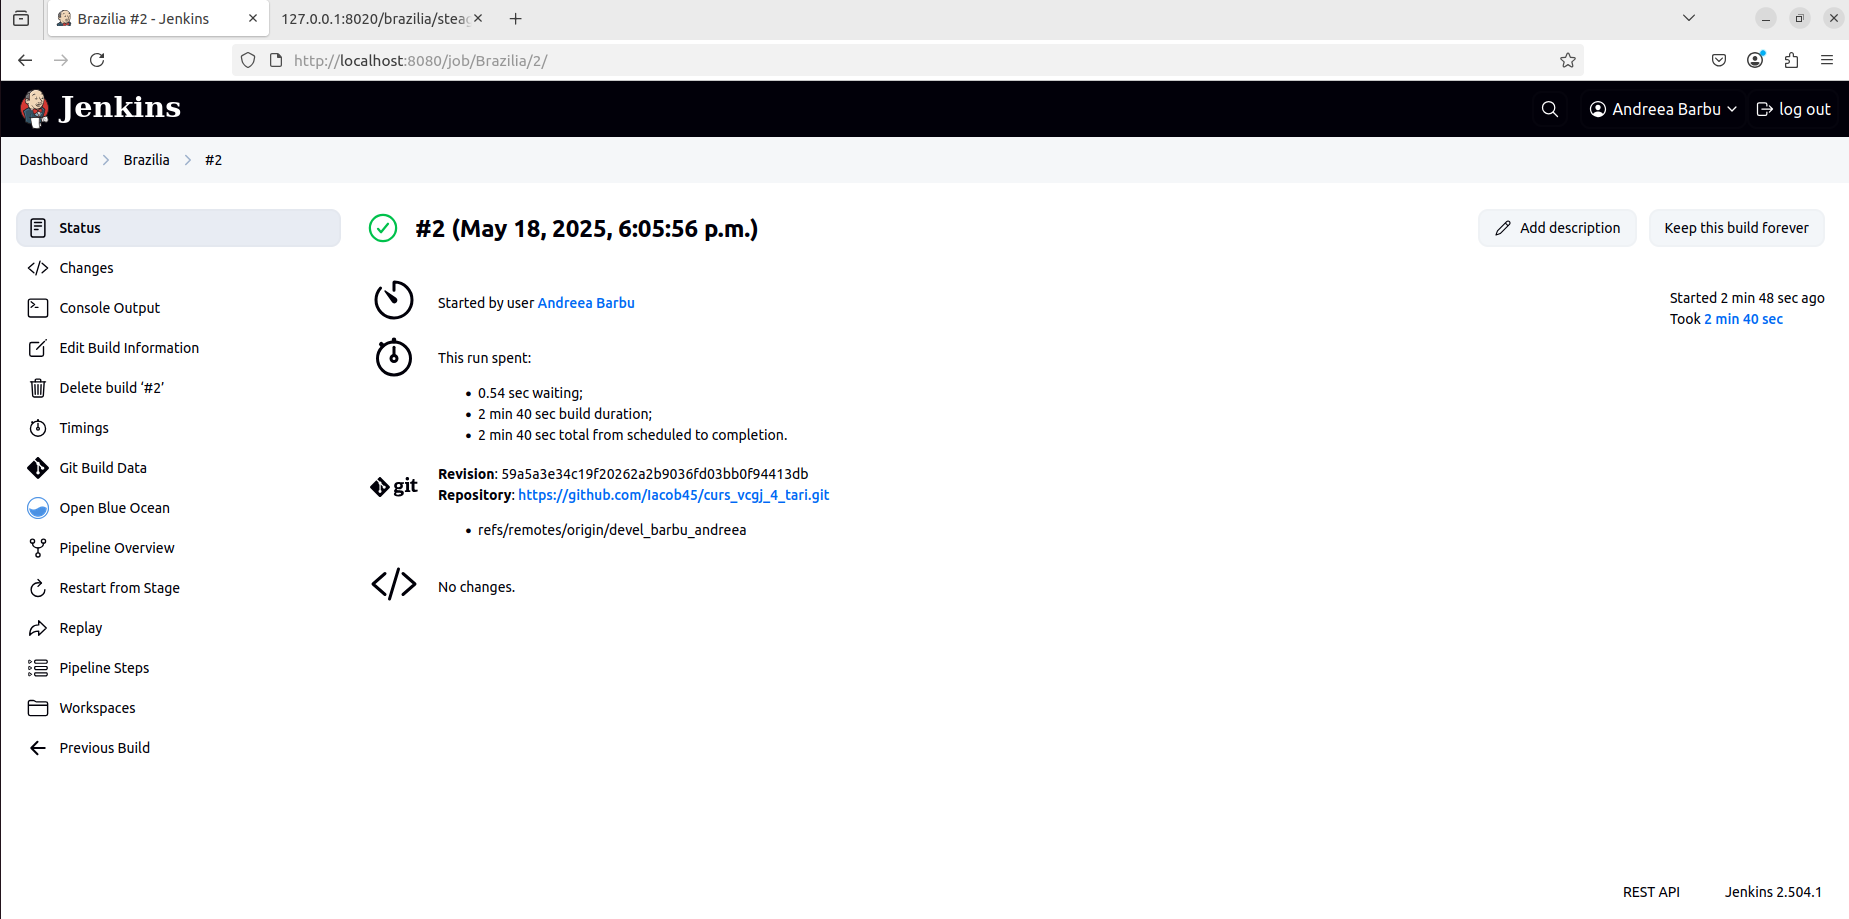 Brazilia #2 - Jenkins
127.0.0.1:8020/brazilia/steag
http://localhost:8080/job/Brazilia/2/
Jenkins
Andreea Barbu
log out
Dashboard
Brazilia
#2
Status
Changes
Console Output
Edit Build Information
Delete build ‘#2’
Timings
Git Build Data
Open Blue Ocean
Pipeline Overview
Restart from Stage
Replay
Pipeline Steps
Workspaces
Previous Build
#2 (May 18, 2025, 6:05:56 p.m.)
Add description
Keep this build forever
Started by user Andreea Barbu
Started 2 min 48 sec ago
Took 2 min 40 sec
This run spent:
0.54 sec waiting;
2 min 40 sec build duration;
2 min 40 sec total from scheduled to completion.
git
Revision: 59a5a3e34c19f20262a2b9036fd03bb0f94413db
Repository: https://github.com/Iacob45/curs_vcgj_4_tari.git
refs/remotes/origin/devel_barbu_andreea
No changes.
REST API
Jenkins 2.504.1